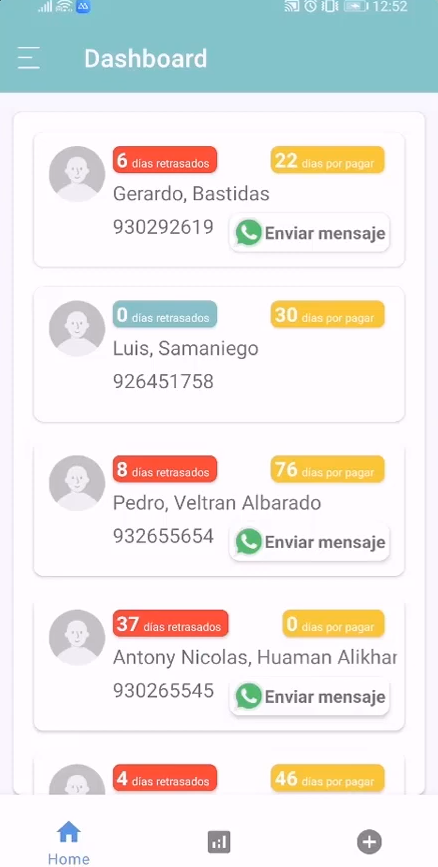 12:52
Dashboard
6 días retrasados
22 días por pagar
Gerardo, Bastidas
930292619
Enviar mensaje
0 días retrasados
30 días por pagar
Luis, Samaniego
926451758
8 días retrasados
76 días por pagar
Pedro, Veltran Albarado
932655654
Enviar mensaje
37 días retrasados
0 días por pagar
Antony Nicolas, Huaman Alikhar
930265545
Enviar mensaje
4 días retrasados
46 días por pagar
Home